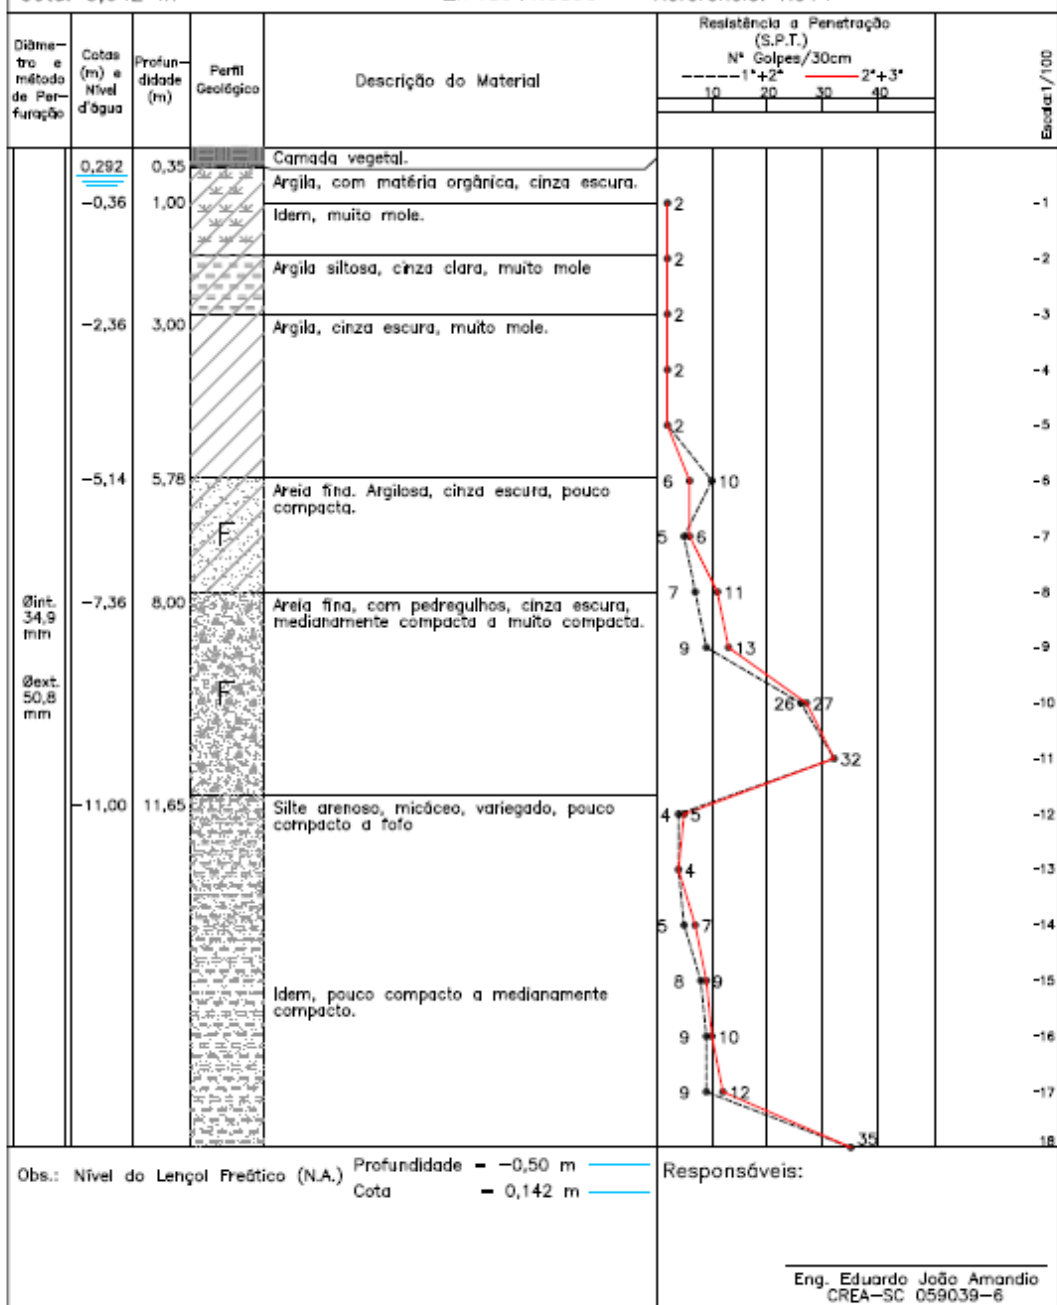 Diâme-
tro e
método
de Per-
furação
Cotas
(m) e
Nível
d'água
Profun-
didade
(m)
Perfil
Geológico
Descrição do Material
Resistência a Penetração
(S.P.T.)
N° Golpes/30cm
1ª+2ª 2ª+3ª
10 20 30 40
Escala:1/100
0,292 0,35 Camada vegetal.
Argila, com matéria orgânica, cinza escura.
-0,36 1,00 Idem, muito mole. 2 -1
Argila siltosa, cinza clara, muito mole 2 -2
-2,36 3,00 Argila, cinza escura, muito mole. 2 -3
2 -4
2 -5
-5,14 5,78 Areia fina. Argilosa, cinza escura, pouco
compacta.
6 10 -6
F 5 6 -7
Øint.
34,9
mm
-7,36 8,00 Areia fina, com pedregulhos, cinza escura,
medianamente compacta a muito compacta.
7 11 -8
9 13 -9
Øext.
50,8
mm
F 26 27 -10
32 -11
-11,00 11,65 Silte arenoso, micáceo, variegado, pouco
compacto a fofo
4 5 -12
4 -13
5 7 -14
8 9 -15
Idem, pouco compacto a medianamente
compacto.
9 10 -16
9 12 -17
35 18
Obs.: Nível do Lençol Freático (N.A.) Profundidade = -0,50 m
Cota = 0,142 m
Responsáveis:
Eng. Eduardo João Amandio
CREA-SC 059039-6